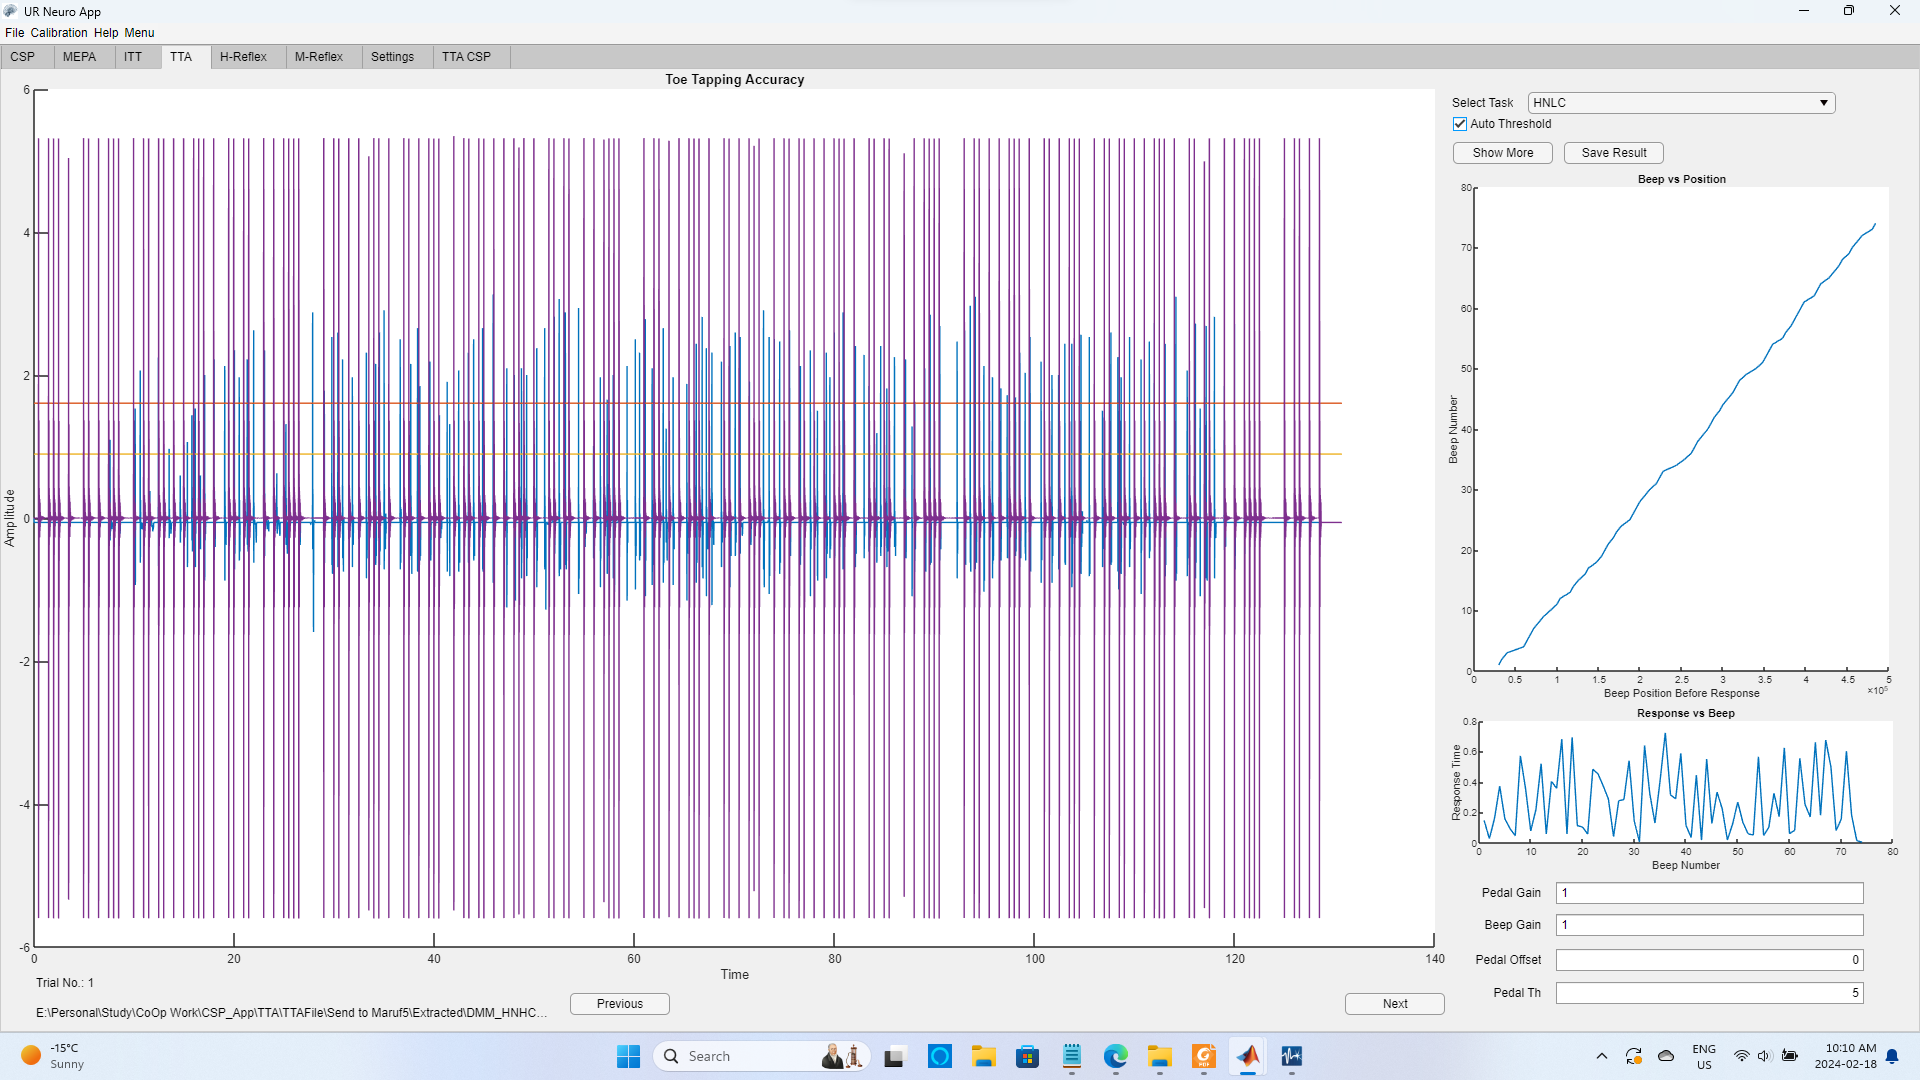 UR Neuro App
File Calibration Help Menu
CSP MEPA ITT TTA H-Reflex M-Reflex Settings TTA CSP
Toe Tapping Accuracy
6
4
2
0
-2
-4
-6
Amplitude
0 20 40 60 80 100 120 140
Time
Trial No.: 1
E:\Personal\Study\CoOp Work\CSP_App\TTA\TTAFile\Send to Maruf5\Extracted\DMM_HNHC...
Previous
Next
Select Task HNLC
Auto Threshold
Show More Save Result
Beep vs Position
80
70
60
50
40
30
20
10
0
Beep Number
0 0.5 1 1.5 2 2.5 3 3.5 4 4.5 5
Beep Position Before Response
×10⁵
Response vs Beep
0.8
0.6
0.4
0.2
0
Response Time
0 10 20 30 40 50 60 70 80
Beep Number
Pedal Gain 1
Beep Gain 1
Pedal Offset 0
Pedal Th 5
-15°C
Sunny
Search
PDF
ENG
US
10:10 AM
2024-02-18